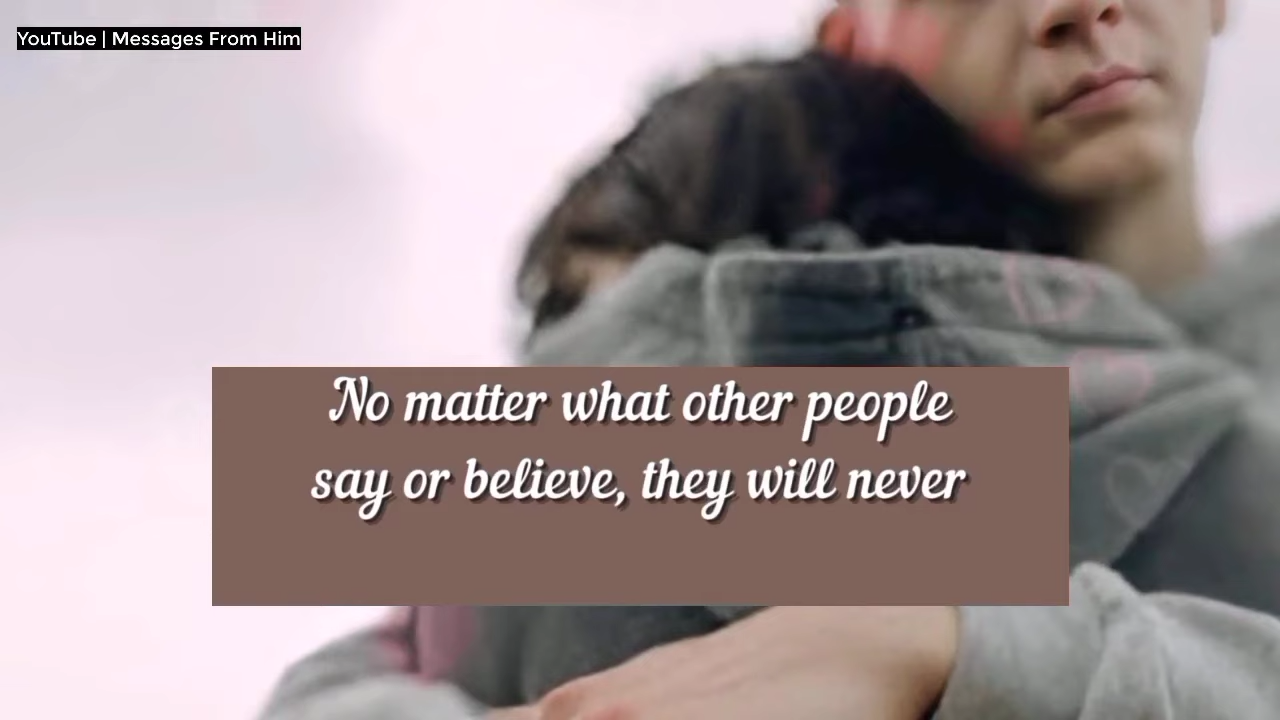 YouTube | Messages From Him
No matter what other people
say or believe, they will never